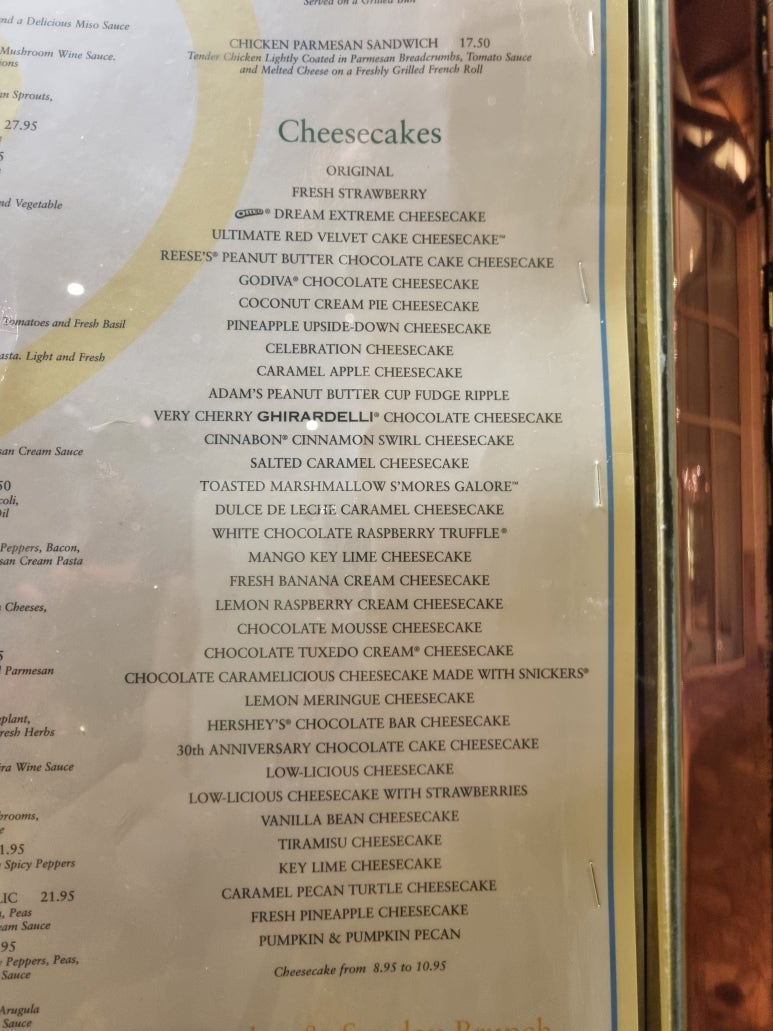 Served on a Grilled Bun
nd a Delicious Miso Sauce
CHICKEN PARMESAN SANDWICH 17.50
Mushroom Wine Sauce.
Tender Chicken Lightly Coated in Parmesan Breadcrumbs, Tomato Sauce
ions
and Melted Cheese on a Freshly Grilled French Roll
an Sprouts,
27.95
Cheesecakes
5
ORIGINAL
FRESH STRAWBERRY
nd Vegetable
OREO® DREAM EXTREME CHEESECAKE
ULTIMATE RED VELVET CAKE CHEESECAKE™
REESE'S® PEANUT BUTTER CHOCOLATE CAKE CHEESECAKE
GODIVA® CHOCOLATE CHEESECAKE
COCONUT CREAM PIE CHEESECAKE
Tomatoes and Fresh Basil
PINEAPPLE UPSIDE-DOWN CHEESECAKE
CELEBRATION CHEESECAKE
asta. Light and Fresh
CARAMEL APPLE CHEESECAKE
ADAM'S PEANUT BUTTER CUP FUDGE RIPPLE
VERY CHERRY GHIRARDELLI® CHOCOLATE CHEESECAKE
CINNABON® CINNAMON SWIRL CHEESECAKE
san Cream Sauce
SALTED CARAMEL CHEESECAKE
50
TOASTED MARSHMALLOW S'MORES GALORE™
coli,
DULCE DE LECHE CARAMEL CHEESECAKE
il
WHITE CHOCOLATE RASPBERRY TRUFFLE®
Peppers, Bacon,
MANGO KEY LIME CHEESECAKE
san Cream Pasta
FRESH BANANA CREAM CHEESECAKE
Cheeses,
LEMON RASPBERRY CREAM CHEESECAKE
CHOCOLATE MOUSSE CHEESECAKE
5
CHOCOLATE TUXEDO CREAM® CHEESECAKE
Parmesan
CHOCOLATE CARAMELICIOUS CHEESECAKE MADE WITH SNICKERS®
LEMON MERINGUE CHEESECAKE
plant,
HERSHEY'S® CHOCOLATE BAR CHEESECAKE
resh Herbs
30th ANNIVERSARY CHOCOLATE CAKE CHEESECAKE
ra Wine Sauce
LOW-LICIOUS CHEESECAKE
LOW-LICIOUS CHEESECAKE WITH STRAWBERRIES
brooms,
VANILLA BEAN CHEESECAKE
e
1.95
TIRAMISU CHEESECAKE
Spicy Peppers
KEY LIME CHEESECAKE
LIC 21.95
CARAMEL PECAN TURTLE CHEESECAKE
, Peas
FRESH PINEAPPLE CHEESECAKE
am Sauce
95
PUMPKIN & PUMPKIN PECAN
Peppers, Peas,
Sauce
Cheesecake from 8.95 to 10.95
Arugula
Sauce
& Sunday Brunch